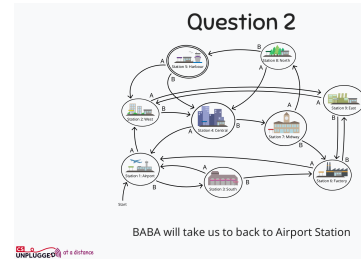 Question 2
B
Station 8: North
Station 5: Harbour
A
B
A
B
A
A
B
A
Station 2: West
B
Station 4: Central
B
Station 7: Midway
A
Station 9: East
B
B
A
B
A
A
A
Station 1: Airport
Station 3: South
Station 6: Factory
B
B
Start
BABA will take us to back to Airport Station
CS
UNPLUGGED
at a distance